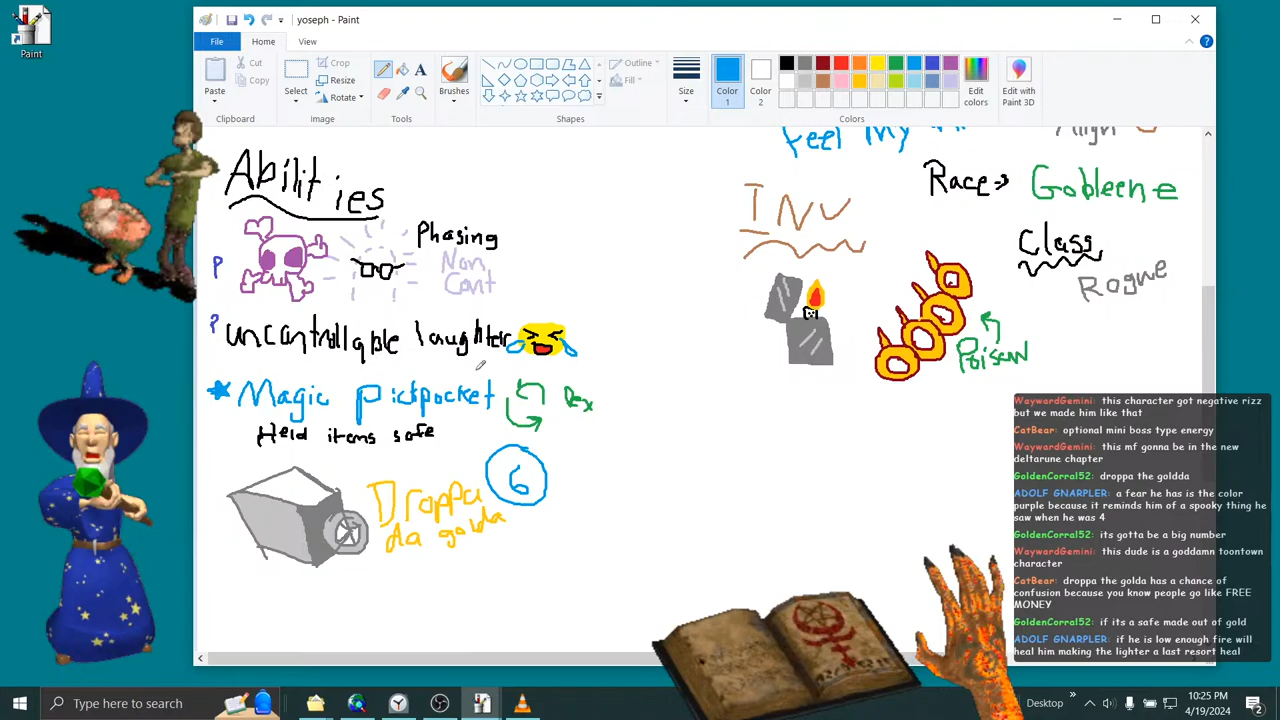 Paint
yoseph - Paint
File
Home
View
Paste
Cut
Copy
Clipboard
Select
Crop
Resize
Rotate
Image
Tools
Brushes
Shapes
Outline
Fill
Size
Color 1
Color 2
Edit colors
Edit with Paint 3D
Colors
Feel My
Align
Abilities
Race
Gobleene
INV
Class
Rogue
P
Phasing
Non
Cant
P
uncontrollable laughter
Poison
Magic pickpocket
Dex
Held items safe
6
Droppa
da golda
WaywardGemini: this character got negative rizz
but we made him like that
CatBear: optional mini boss type energy
WaywardGemini: this mf gonna be in the new
deltarune chapter
GoldenCorral52: droppa the goldda
ADOLF GNARPLER: a fear he has is the color
purple because it reminds him of a spooky thing he
saw when he was 4
GoldenCorral52: its gotta be a big number
WaywardGemini: this dude is a goddamn toontown
character
CatBear: droppa the golda has a chance of
confusion because you know people go like FREE
MONEY
GoldenCorral52: if its a safe made out of gold
ADOLF GNARPLER: if he is low enough fire will
heal him making the lighter a last resort heal
Type here to search
Desktop
10:25 PM
4/19/2024
2